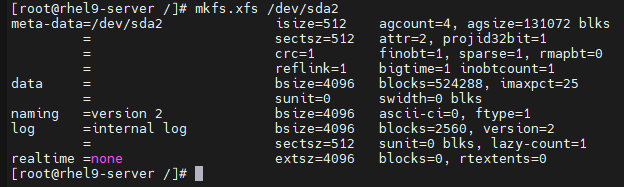 [root@rhel9-server /]# mkfs.xfs /dev/sda2
meta-data=/dev/sda2              isize=512    agcount=4, agsize=131072 blks
         =                       sectsz=512   attr=2, projid32bit=1
         =                       crc=1        finobt=1, sparse=1, rmapbt=0
         =                       reflink=1    bigtime=1 inobtcount=1
data     =                       bsize=4096   blocks=524288, imaxpct=25
         =                       sunit=0      swidth=0 blks
naming   =version 2              bsize=4096   ascii-ci=0, ftype=1
log      =internal log           bsize=4096   blocks=2560, version=2
         =                       sectsz=512   sunit=0 blks, lazy-count=1
realtime =none                   extsz=4096   blocks=0, rtextents=0
[root@rhel9-server /]#